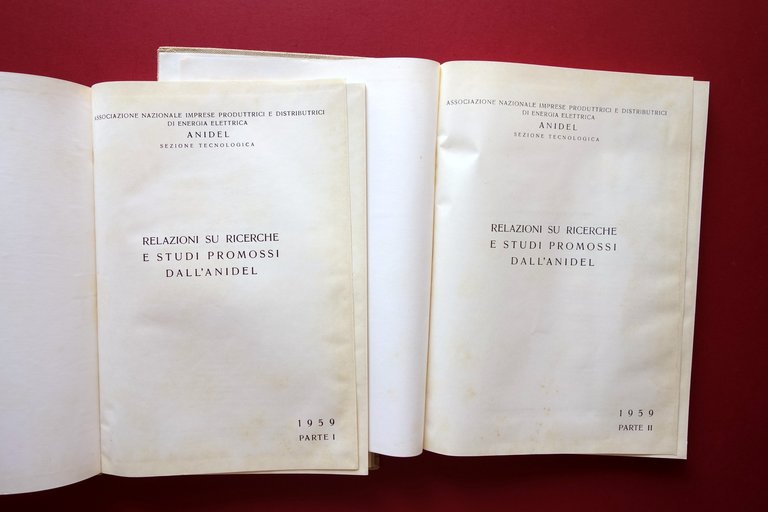 ASSOCIAZIONE NAZIONALE IMPRESE PRODUTTRICI E DISTRIBUTRICI
DI ENERGIA ELETTRICA
ANIDEL
SEZIONE TECNOLOGICA
RELAZIONI SU RICERCHE
E STUDI PROMOSSI
DALL'ANIDEL
1959
PARTE I
ASSOCIAZIONE NAZIONALE IMPRESE PRODUTTRICI E DISTRIBUTRICI
DI ENERGIA ELETTRICA
ANIDEL
SEZIONE TECNOLOGICA
RELAZIONI SU RICERCHE
E STUDI PROMOSSI
DALL'ANIDEL
1959
PARTE II